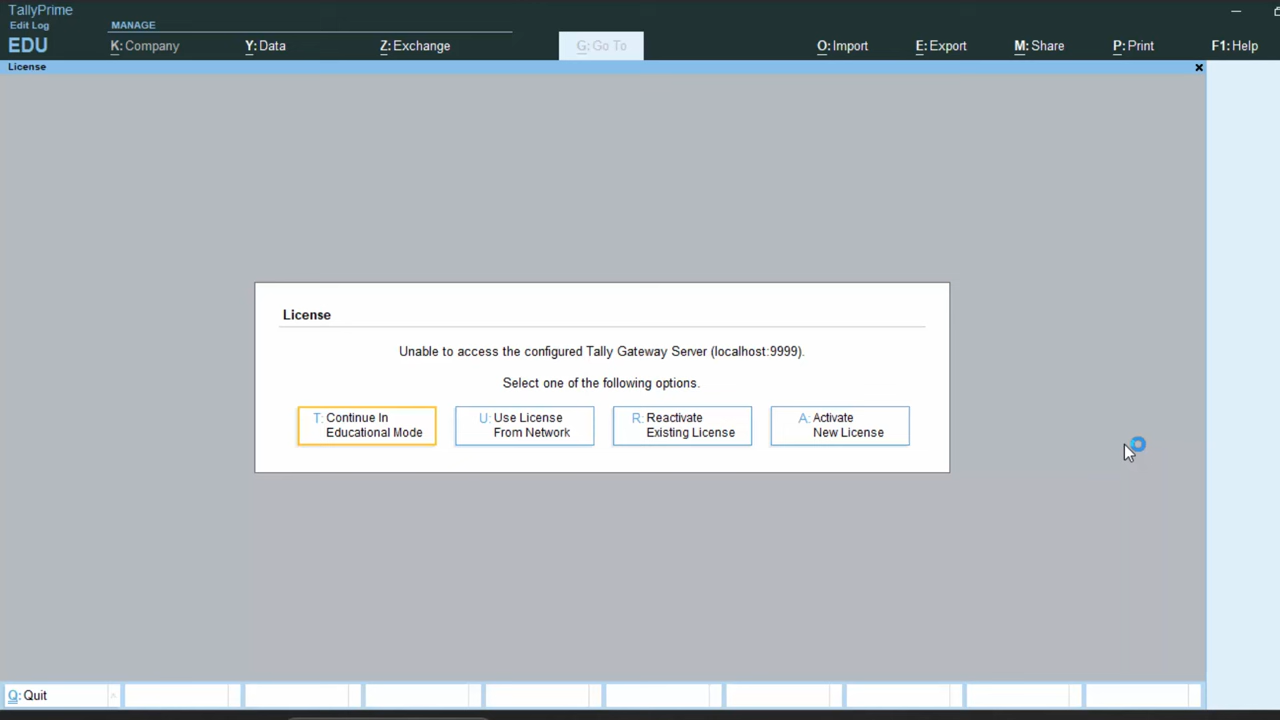 TallyPrime
Edit Log
EDU
MANAGE
K: Company
Y: Data
Z: Exchange
G: Go To
O: Import
E: Export
M: Share
P: Print
F1: Help
License
License
Unable to access the configured Tally Gateway Server (localhost:9999).
Select one of the following options.
T: Continue In
Educational Mode
U: Use License
From Network
R: Reactivate
Existing License
A: Activate
New License
Q: Quit